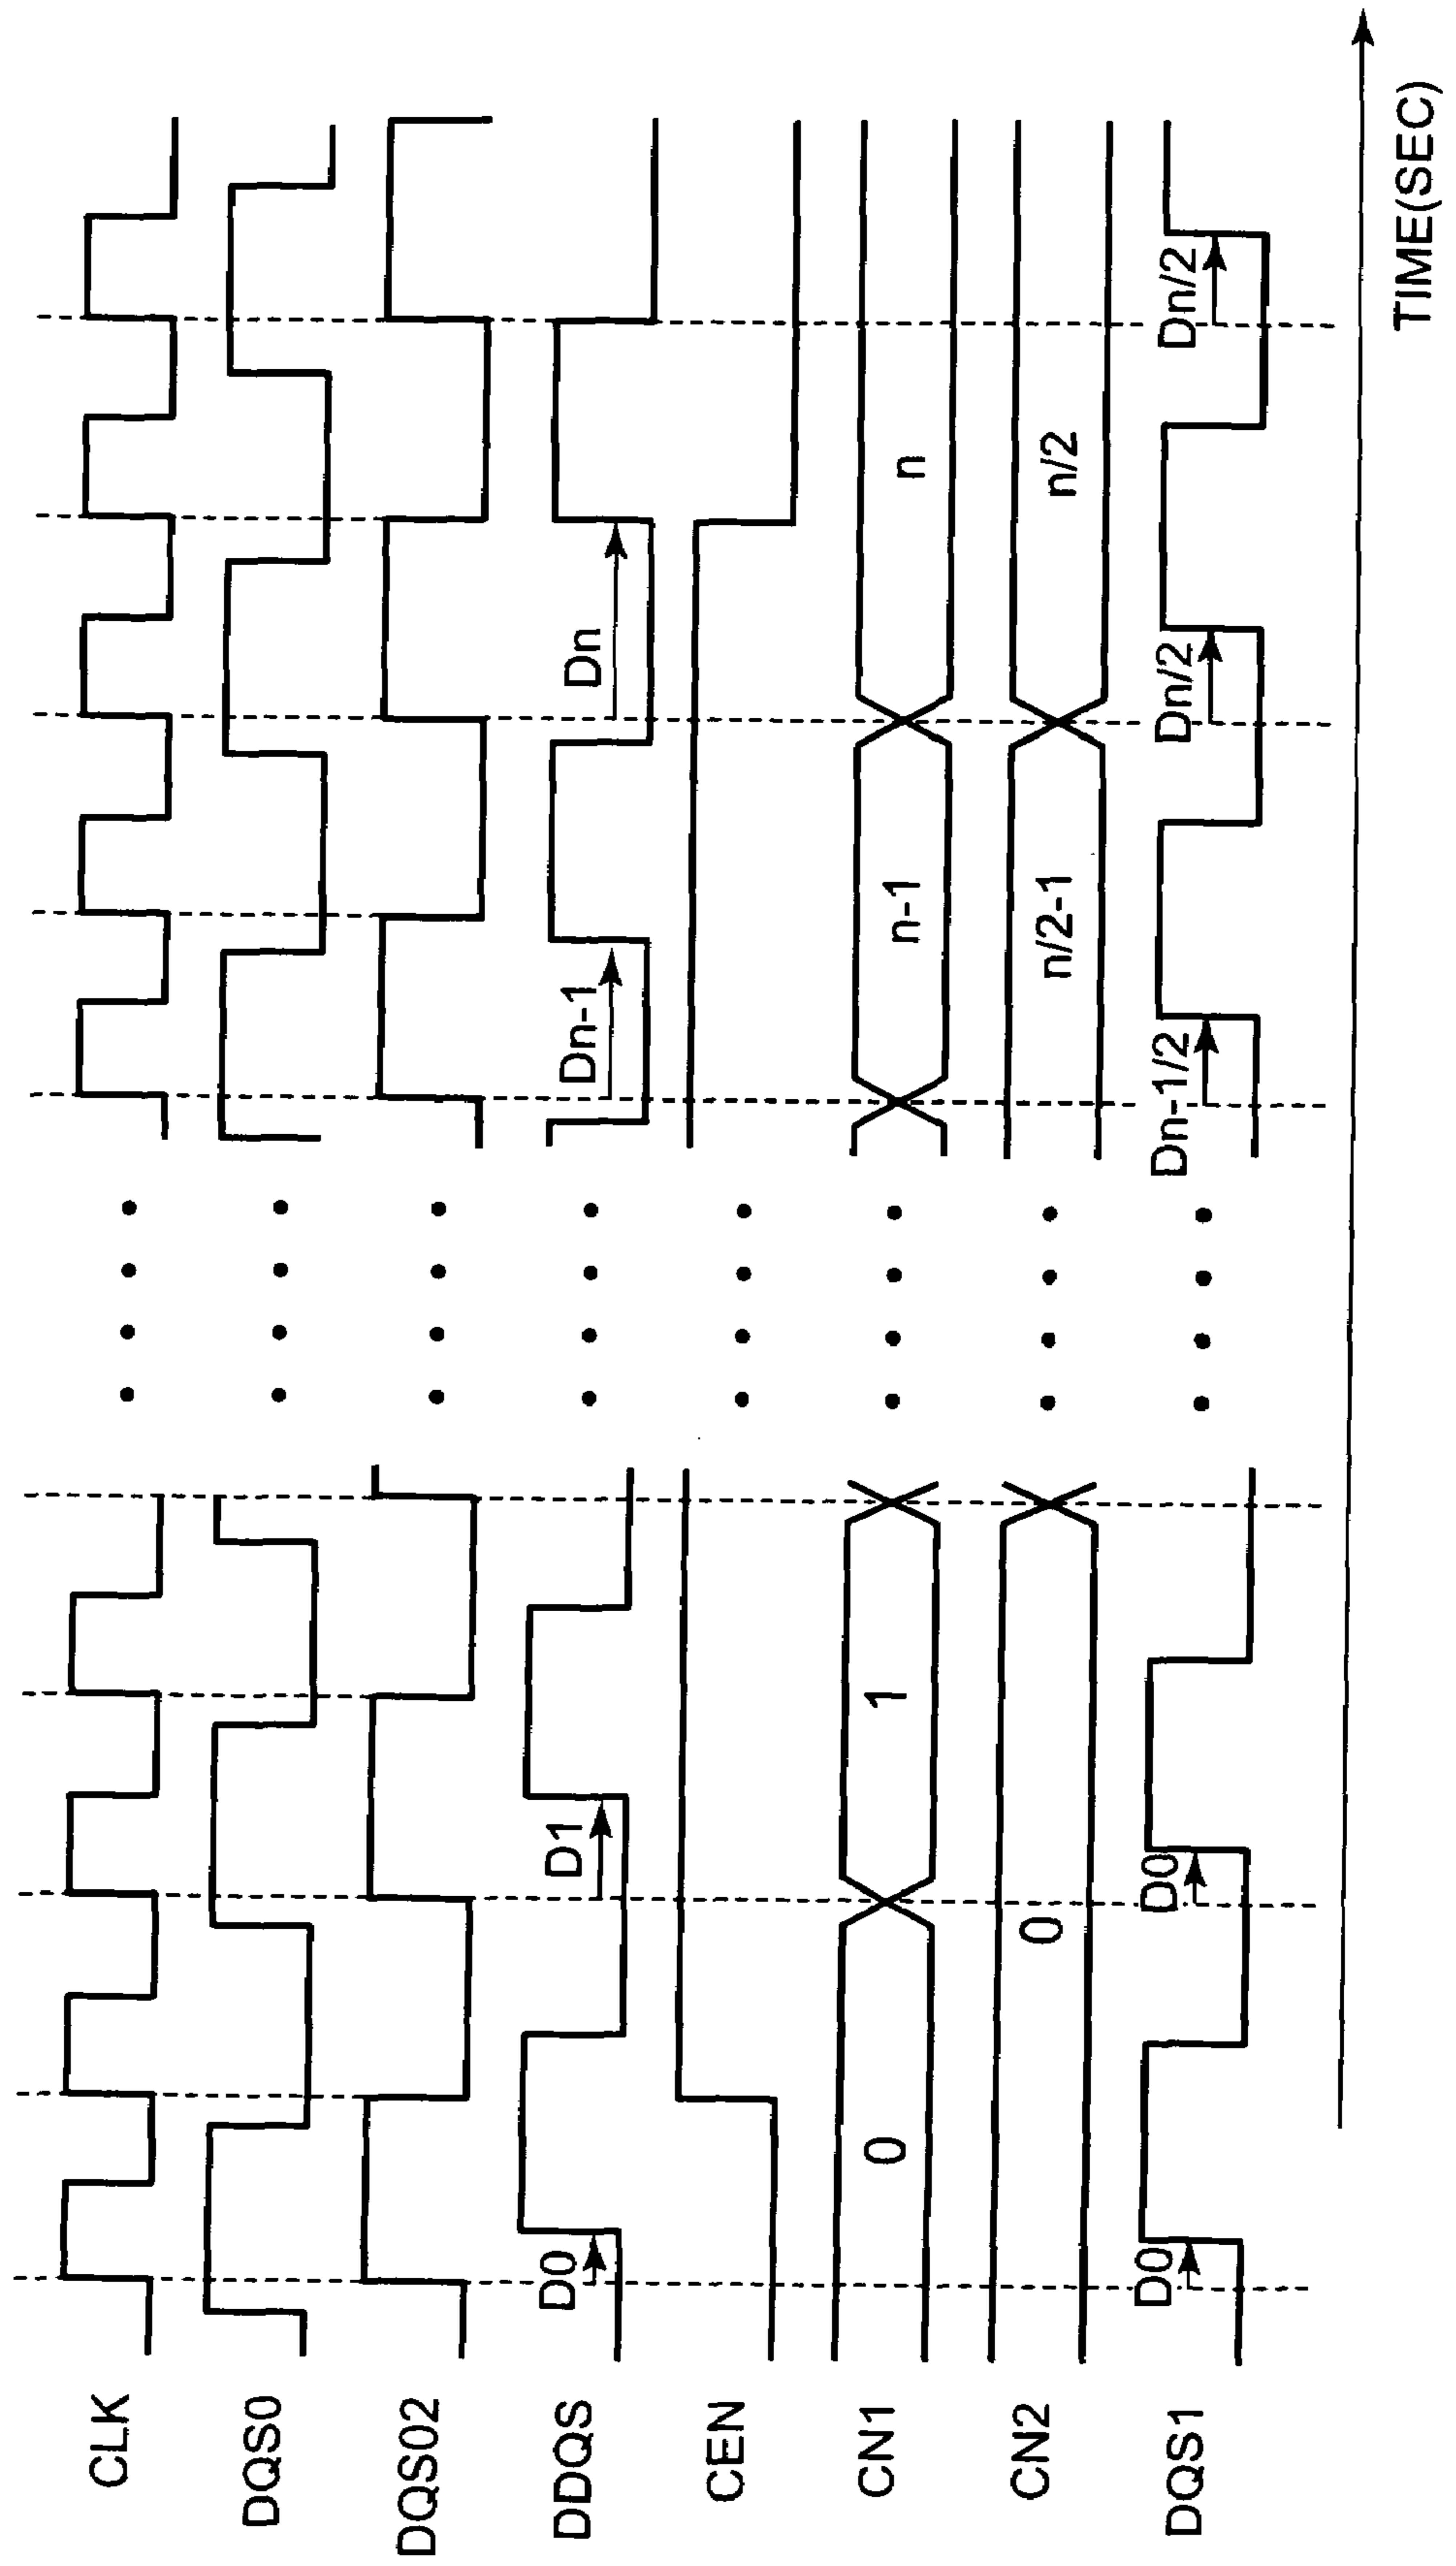 CLK
DQS0
DQS02
DDQS D0 D1 Dn-1 Dn
CEN
CN1 0 1 n-1 n
CN2 0 n/2-1 n/2
DQS1 D0 D0 Dn-1/2 Dn/2 Dn/2
TIME(SEC)